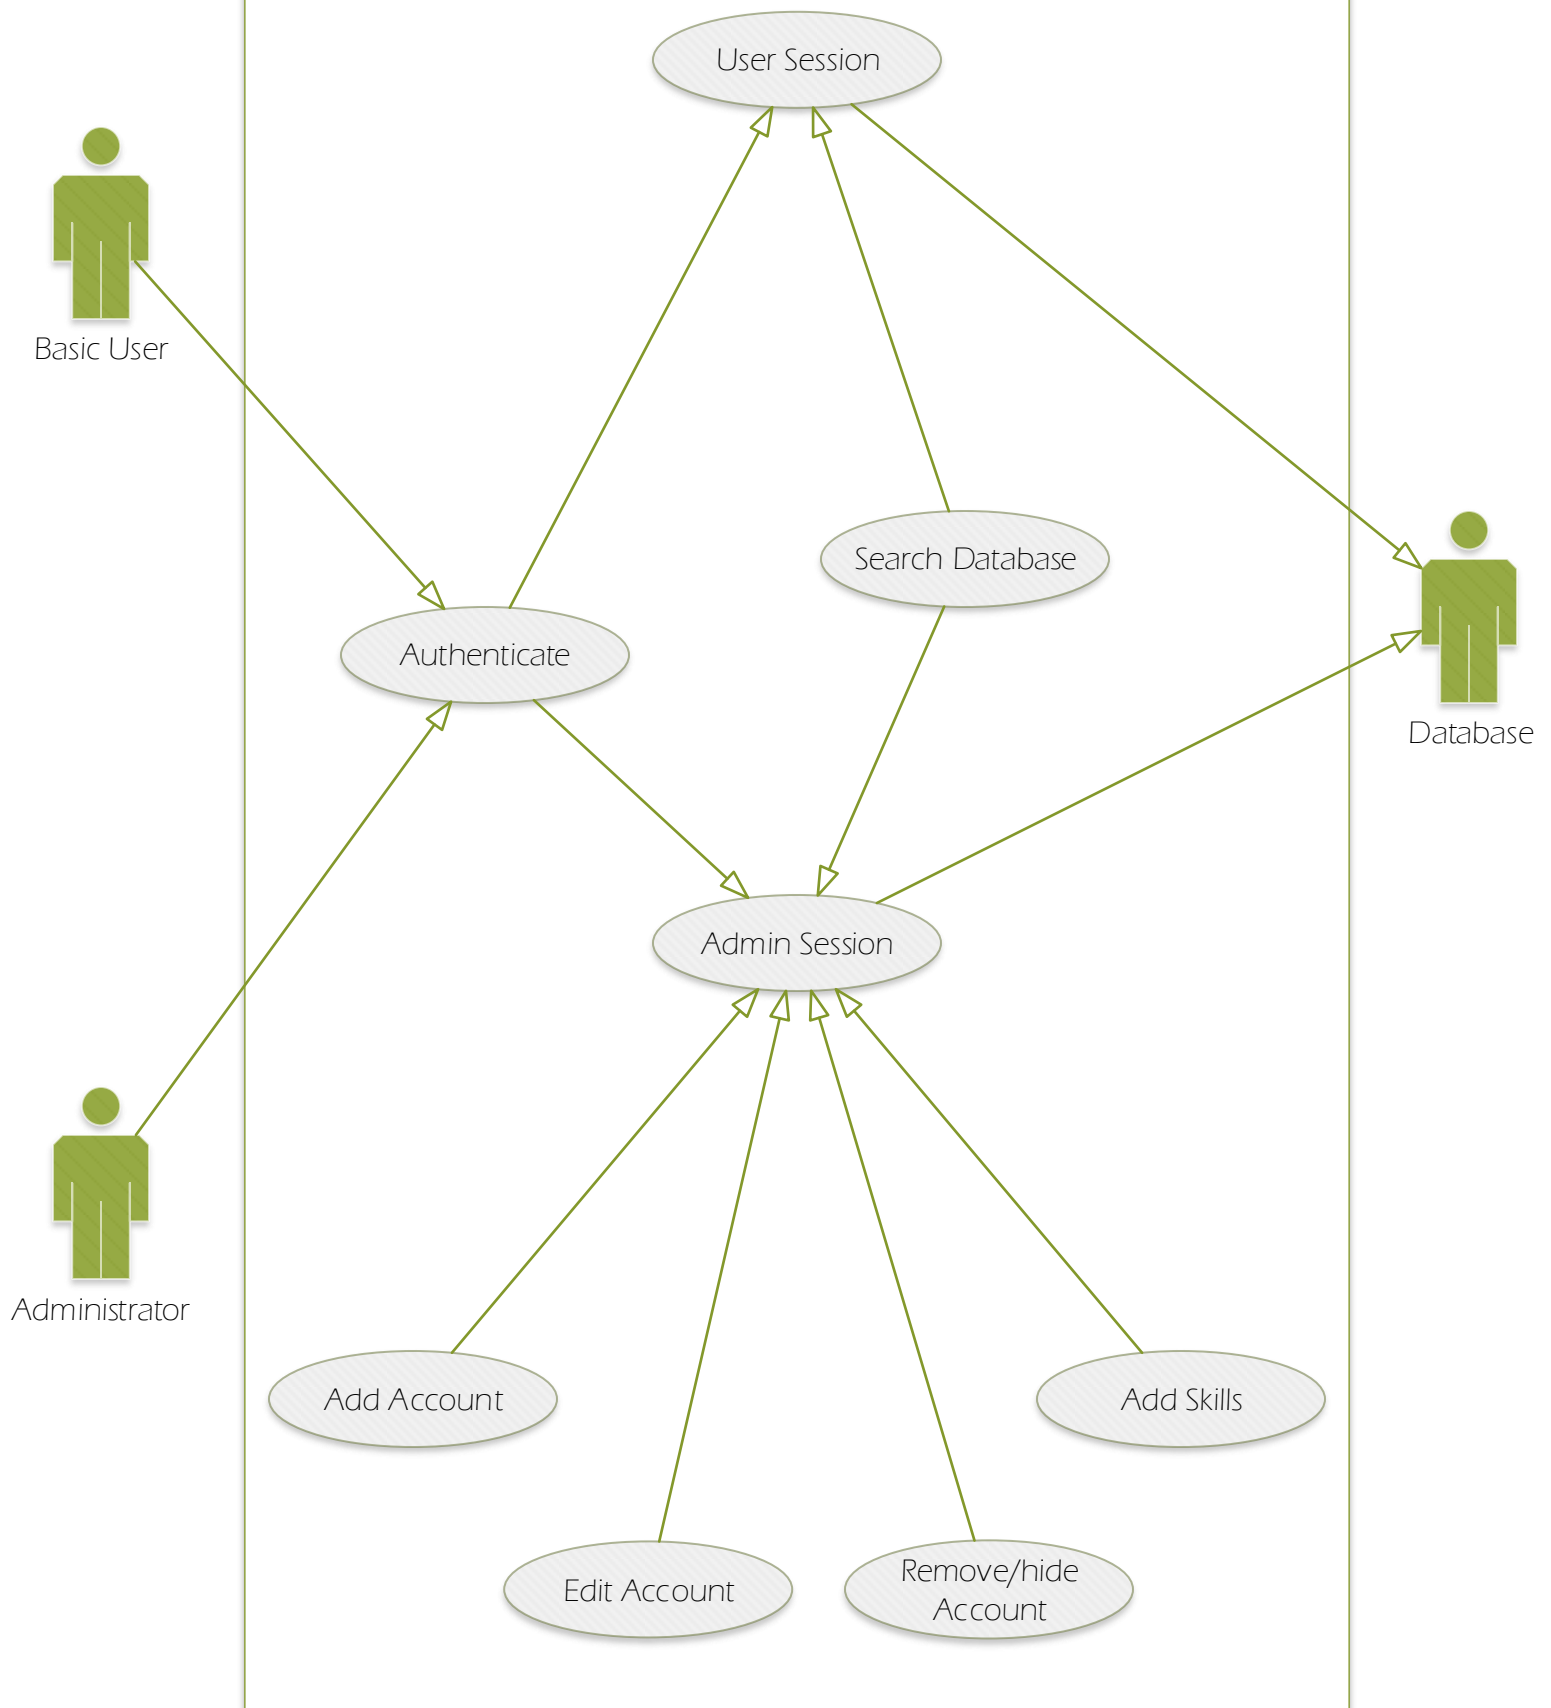 User Session
Basic User
Search Database
Authenticate
Database
Admin Session
Administrator
Add Account
Add Skills
Edit Account
Remove/hide
Account